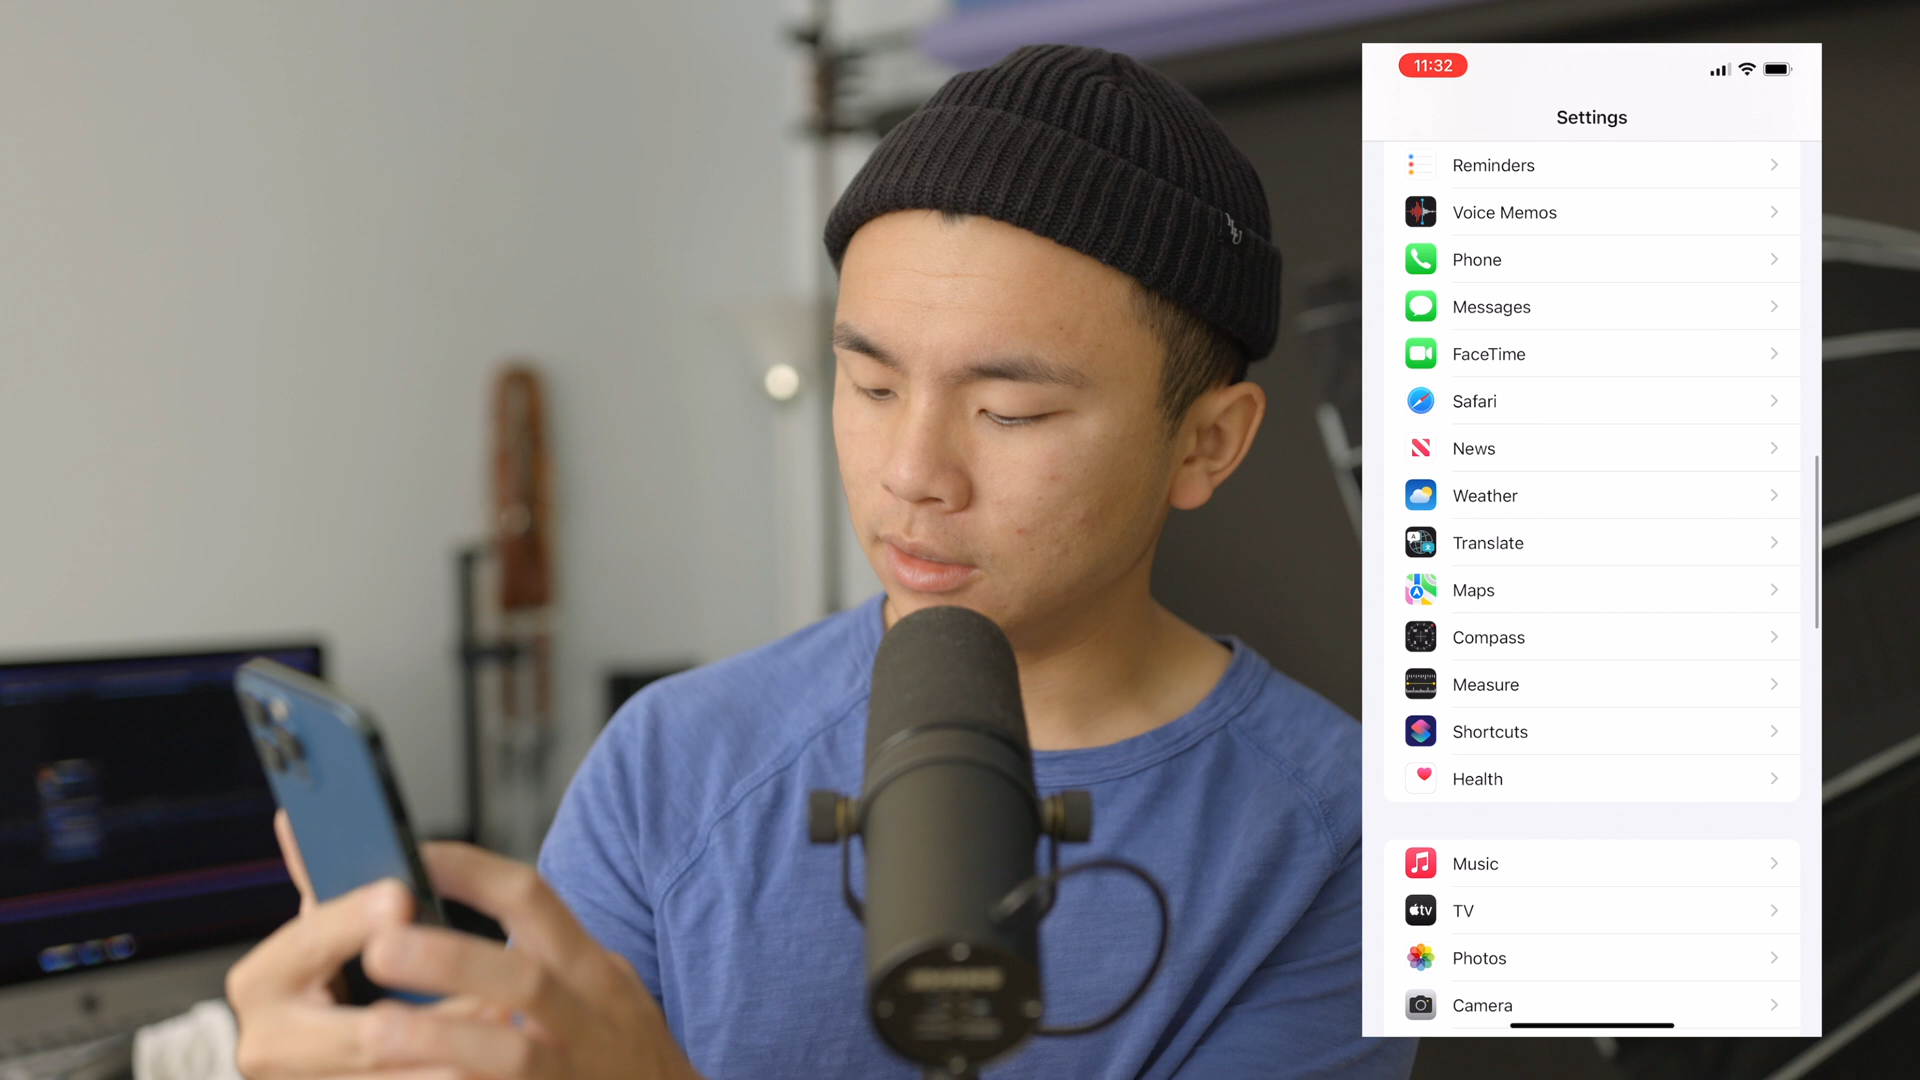 11:32
Settings
Reminders
Voice Memos
Phone
Messages
FaceTime
Safari
News
Weather
Translate
Maps
Compass
Measure
Shortcuts
Health
Music
tv
TV
Photos
Camera